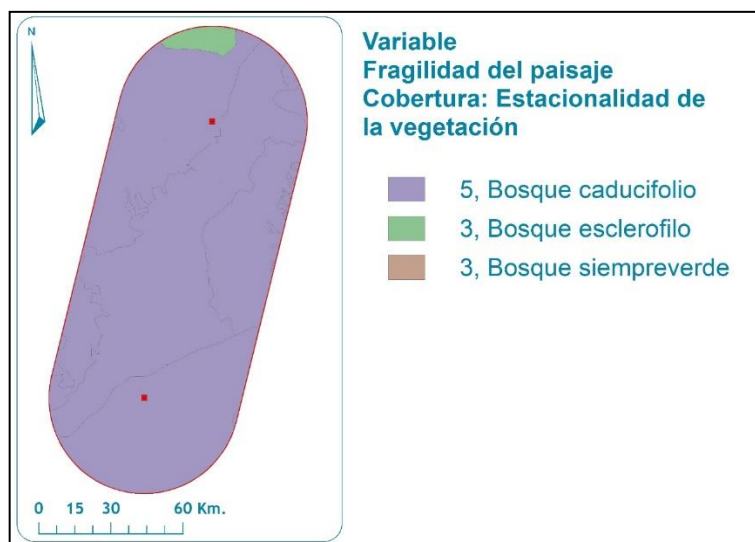 N
Variable
Fragilidad del paisaje
Cobertura: Estacionalidad de
la vegetación
5, Bosque caducifolio
3, Bosque esclerofilo
3, Bosque siempreverde
0 15 30 60 Km.